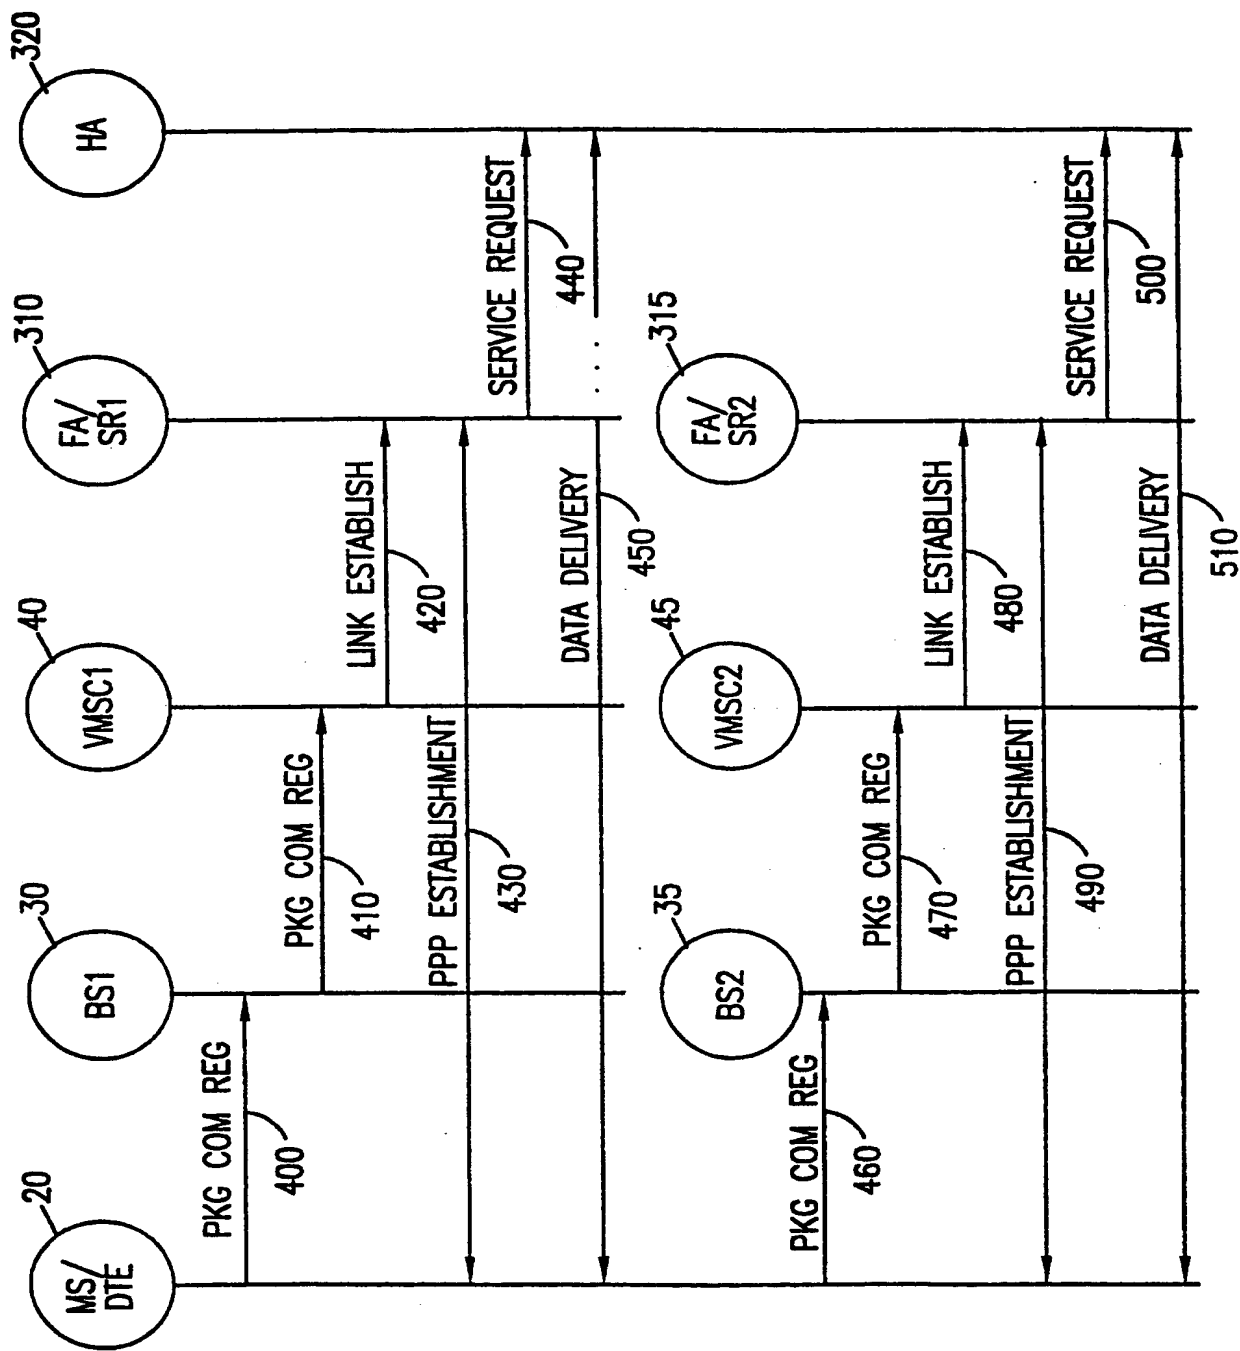 20
MS/
DTE
30
BS1
40
VMSC1
310
FA/
SR1
320
HA
PKG COM REG
400
PKG COM REG
410
LINK ESTABLISH
420
PPP ESTABLISHMENT
430
SERVICE REQUEST
440
DATA DELIVERY
450
35
BS2
45
VMSC2
315
FA/
SR2
PKG COM REG
460
PKG COM REG
470
LINK ESTABLISH
480
PPP ESTABLISHMENT
490
SERVICE REQUEST
500
DATA DELIVERY
510